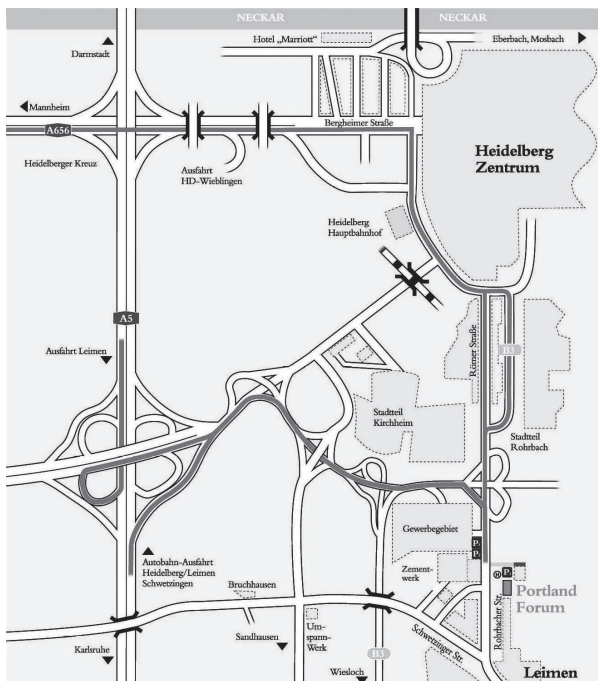 NECKAR
NECKAR
Hotel „Marriott“
Eberbach, Mosbach
Darmstadt
Mannheim
A656
Bergheimer Straße
Heidelberger Kreuz
Ausfahrt
HD-Wieblingen
Heidelberg
Zentrum
Heidelberg
Hauptbahnhof
A5
Ausfahrt Leimen
Römer Straße
B3
Stadtteil
Kirchheim
Stadtteil
Rohrbach
Gewerbegebiet
P
P
Autobahn-Ausfahrt
Heidelberg/Leimen
Schwetzingen
Zement-
werk
H
P
Portland
Forum
Bruchhausen
Rohrbacher Str.
Sandhausen
Um-
spann-
Werk
Schwetzinger Str.
Karlsruhe
B3
Wiesloch
Leimen